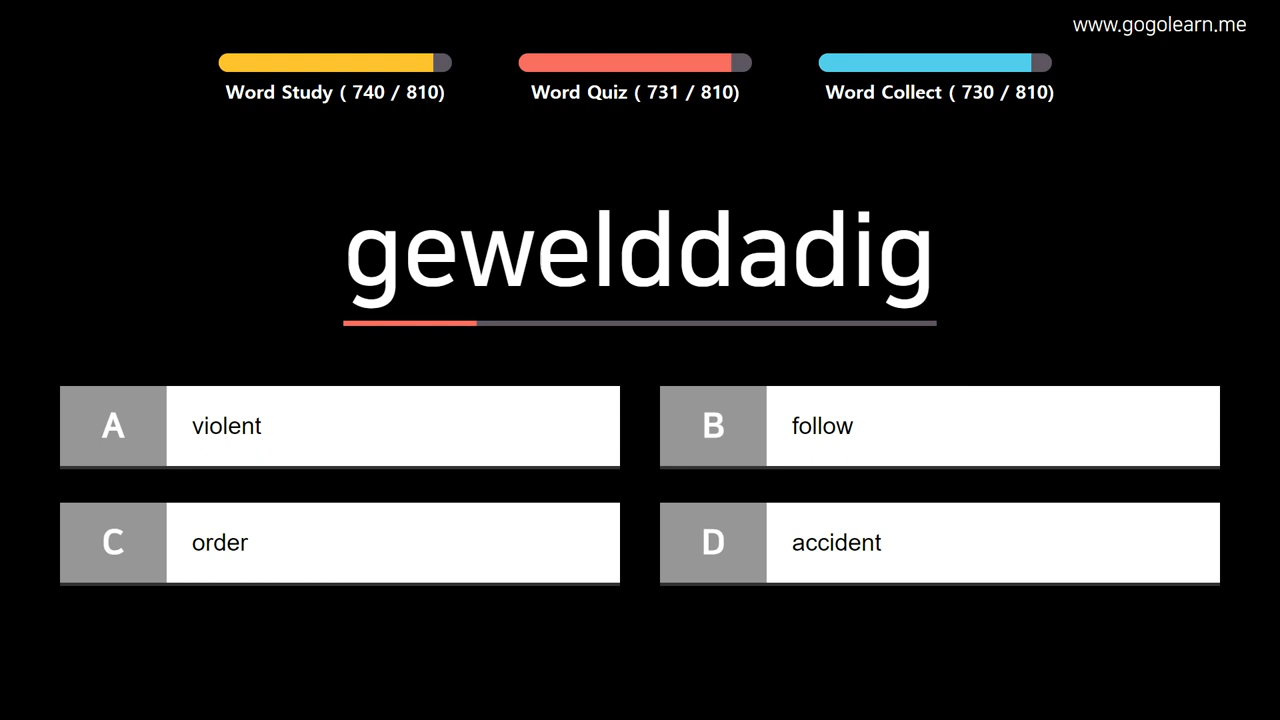 www.gogolearn.me
Word Study ( 740 / 810)
Word Quiz ( 731 / 810)
Word Collect ( 730 / 810)
gewelddadig
A violent
B follow
C order
D accident